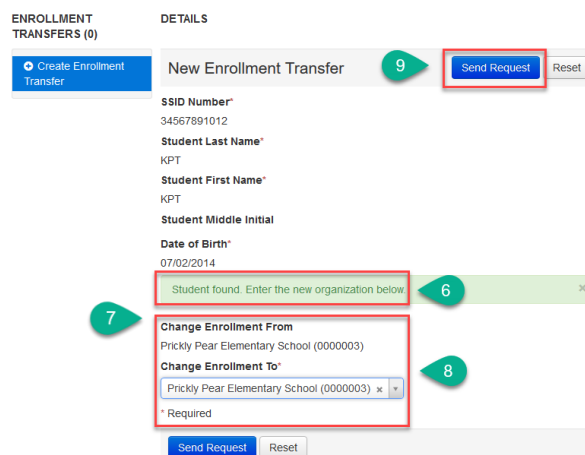 ENROLLMENT
TRANSFERS (0)
Create Enrollment
Transfer
DETAILS
New Enrollment Transfer
9
Send Request
Reset
SSID Number*
34567891012
Student Last Name*
KPT
Student First Name*
KPT
Student Middle Initial
Date of Birth*
07/02/2014
Student found. Enter the new organization below.
×
6
7
Change Enrollment From
Prickly Pear Elementary School (0000003)
Change Enrollment To*
8
Prickly Pear Elementary School (0000003) ×
* Required
Send Request
Reset